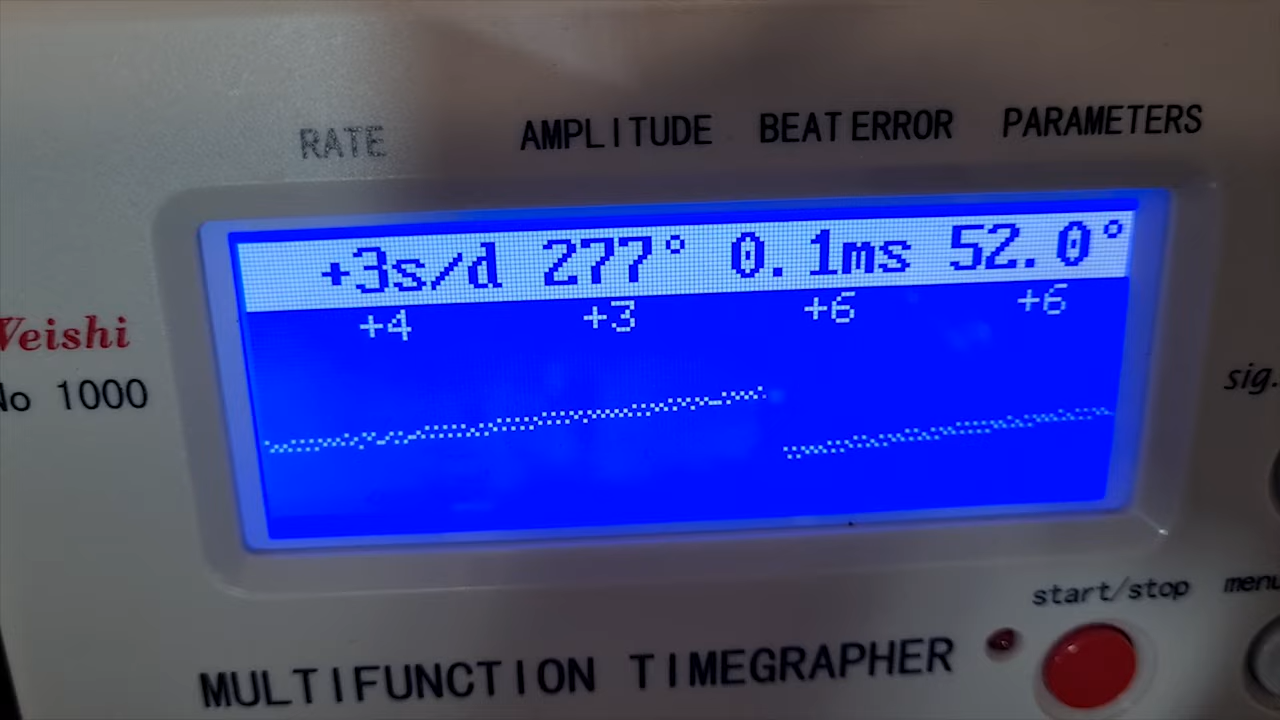 RATE AMPLITUDE BEAT ERROR PARAMETERS
+3s/d 277° 0.1ms 52.0°
+4 +3 +6 +6
Weishi
No 1000
sig.
start/stop menu
MULTIFUNCTION TIMEGRAPHER